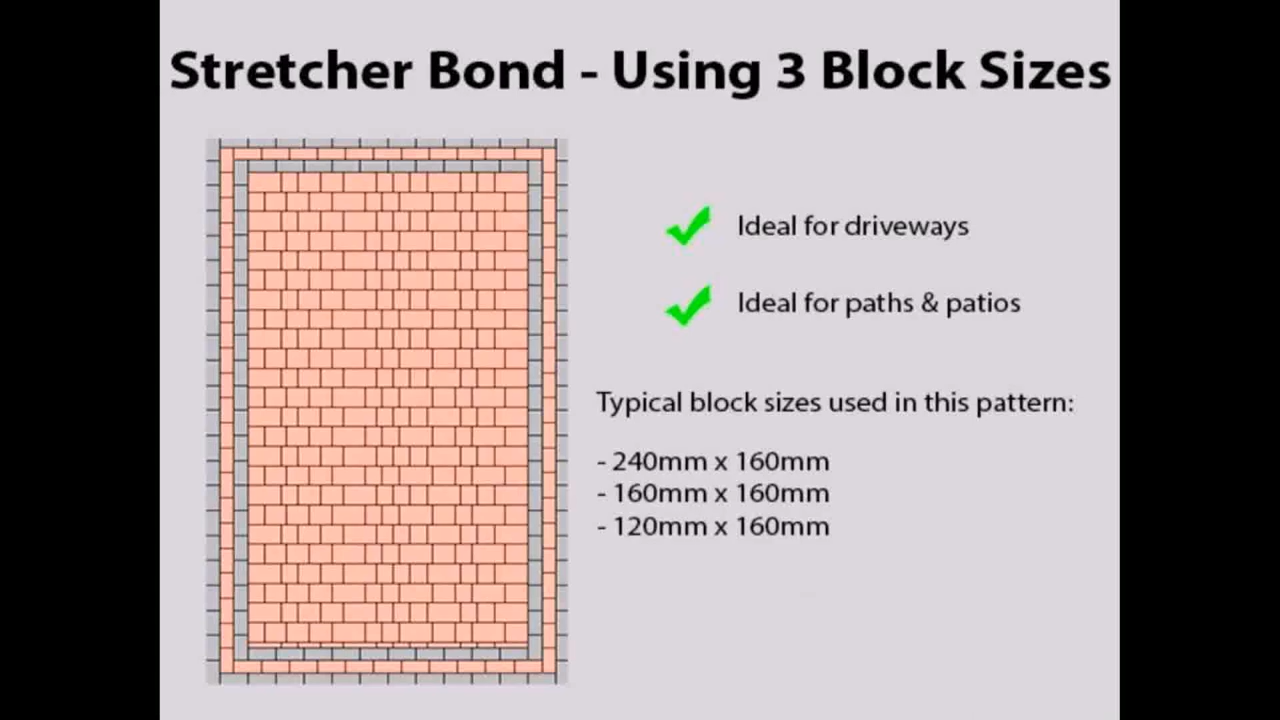 Stretcher Bond - Using 3 Block Sizes
Ideal for driveways
Ideal for paths & patios
Typical block sizes used in this pattern:
- 240mm x 160mm
- 160mm x 160mm
- 120mm x 160mm